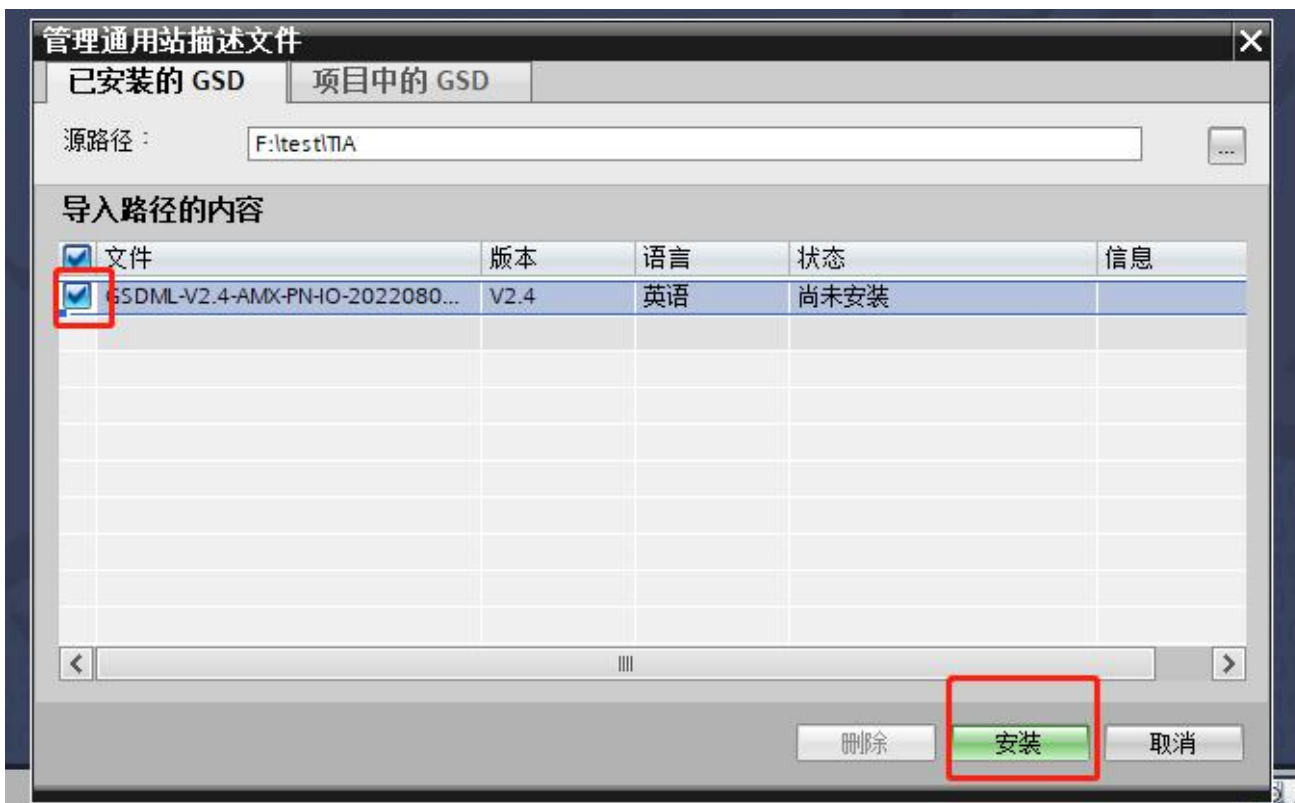 管理通用站描述文件
已安装的 GSD 项目中的 GSD
源路径： F:\test\TIA ...
导入路径的内容
文件 版本 语言 状态 信息
GSDML-V2.4-AMX-PN-IO-2022080... V2.4 英语 尚未安装
删除 安装 取消